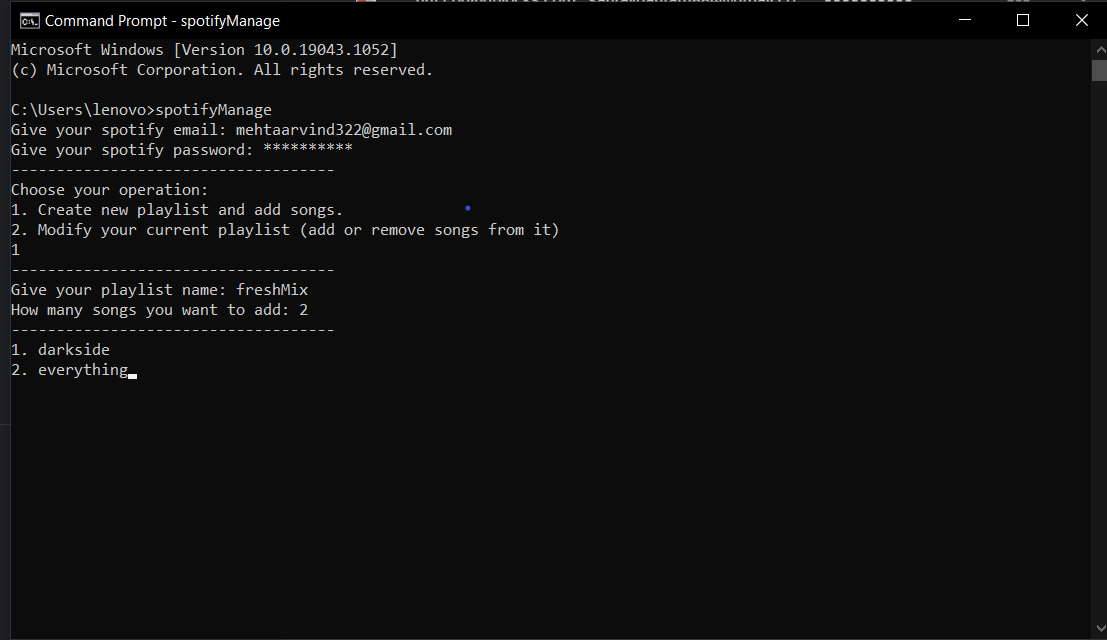 Command Prompt - spotifyManage
Microsoft Windows [Version 10.0.19043.1052]
(c) Microsoft Corporation. All rights reserved.
C:\Users\lenovo>spotifyManage
Give your spotify email: mehtaarvind322@gmail.com
Give your spotify password: **********
------------------------------------
Choose your operation:
1. Create new playlist and add songs.
2. Modify your current playlist (add or remove songs from it)
1
------------------------------------
Give your playlist name: freshMix
How many songs you want to add: 2
------------------------------------
1. darkside
2. everything